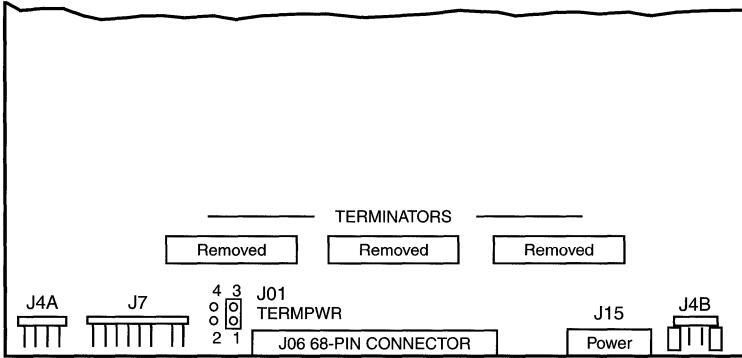 TERMINATORS
Removed Removed Removed
4 3 J01
J4A J7 TERMPWR J15 J4B
2 1
J06 68-PIN CONNECTOR Power